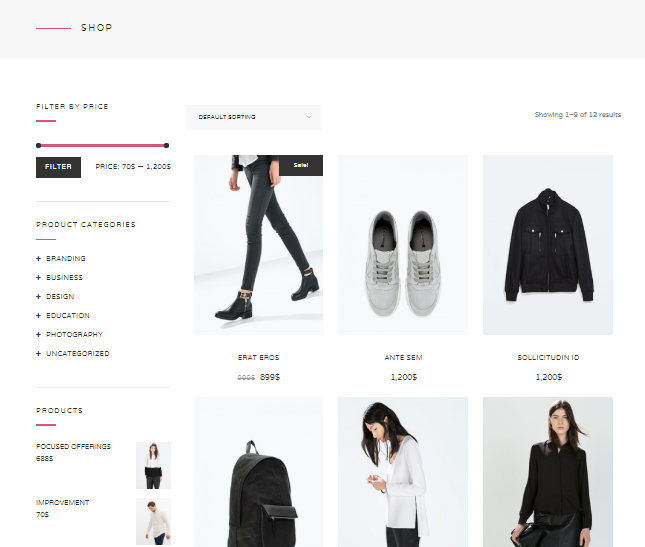 SHOP
FILTER BY PRICE
FILTER
PRICE: 70$ — 1,200$
PRODUCT CATEGORIES
+ BRANDING
+ BUSINESS
+ DESIGN
+ EDUCATION
+ PHOTOGRAPHY
+ UNCATEGORIZED
PRODUCTS
FOCUSED OFFERINGS
688$
IMPROVEMENT
70$
DEFAULT SORTING
Showing 1–9 of 12 results
Sale!
ERAT EROS
899$
ANTE SEM
1,200$
SOLLICITUDIN ID
1,200$